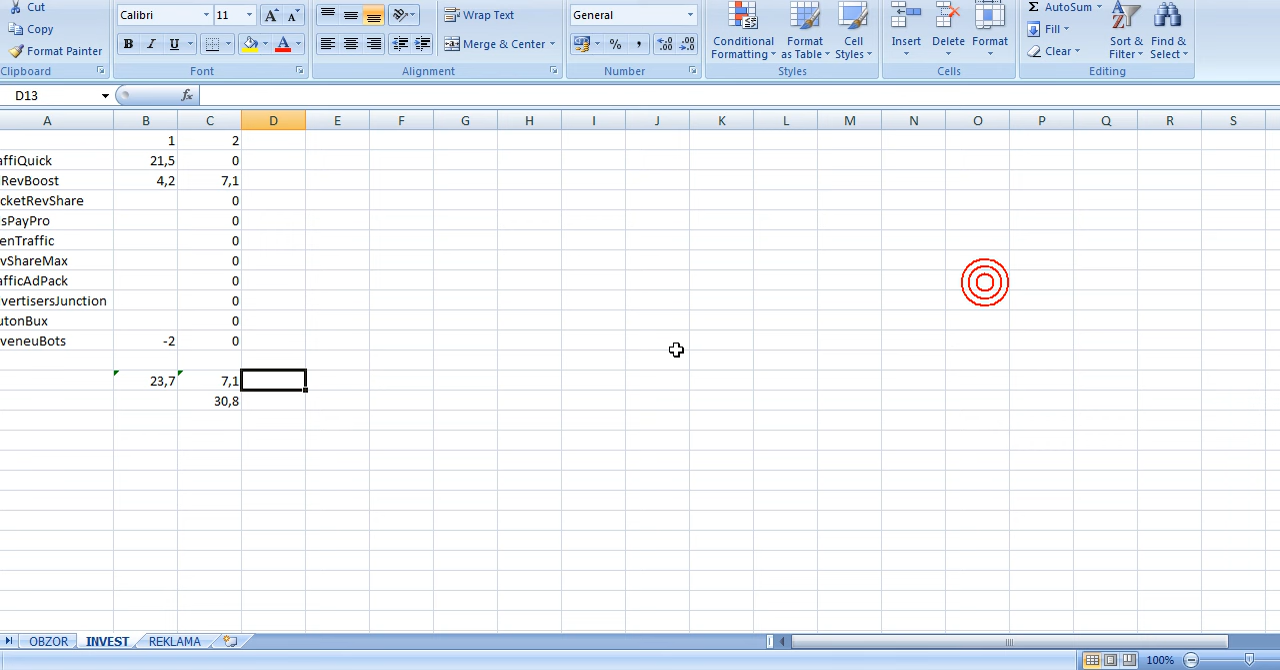 Cut
Copy
Format Painter
Clipboard
Calibri 11
B I U
Font
Wrap Text
Merge & Center
Alignment
General
% ,
Number
Conditional Formatting
Format as Table
Cell Styles
Styles
Insert Delete Format
Cells
Σ AutoSum
Fill
Clear
Sort & Filter
Find & Select
Editing
D13 fx
A B C D E F G H I J K L M N O P Q R S
1 2
affiQuick 21,5 0
RevBoost 4,2 7,1
cketRevShare 0
sPayPro 0
enTraffic 0
vShareMax 0
afficAdPack 0
vertisersJunction 0
utonBux 0
veneuBots -2 0
23,7 7,1
30,8
OBZOR INVEST REKLAMA
100%